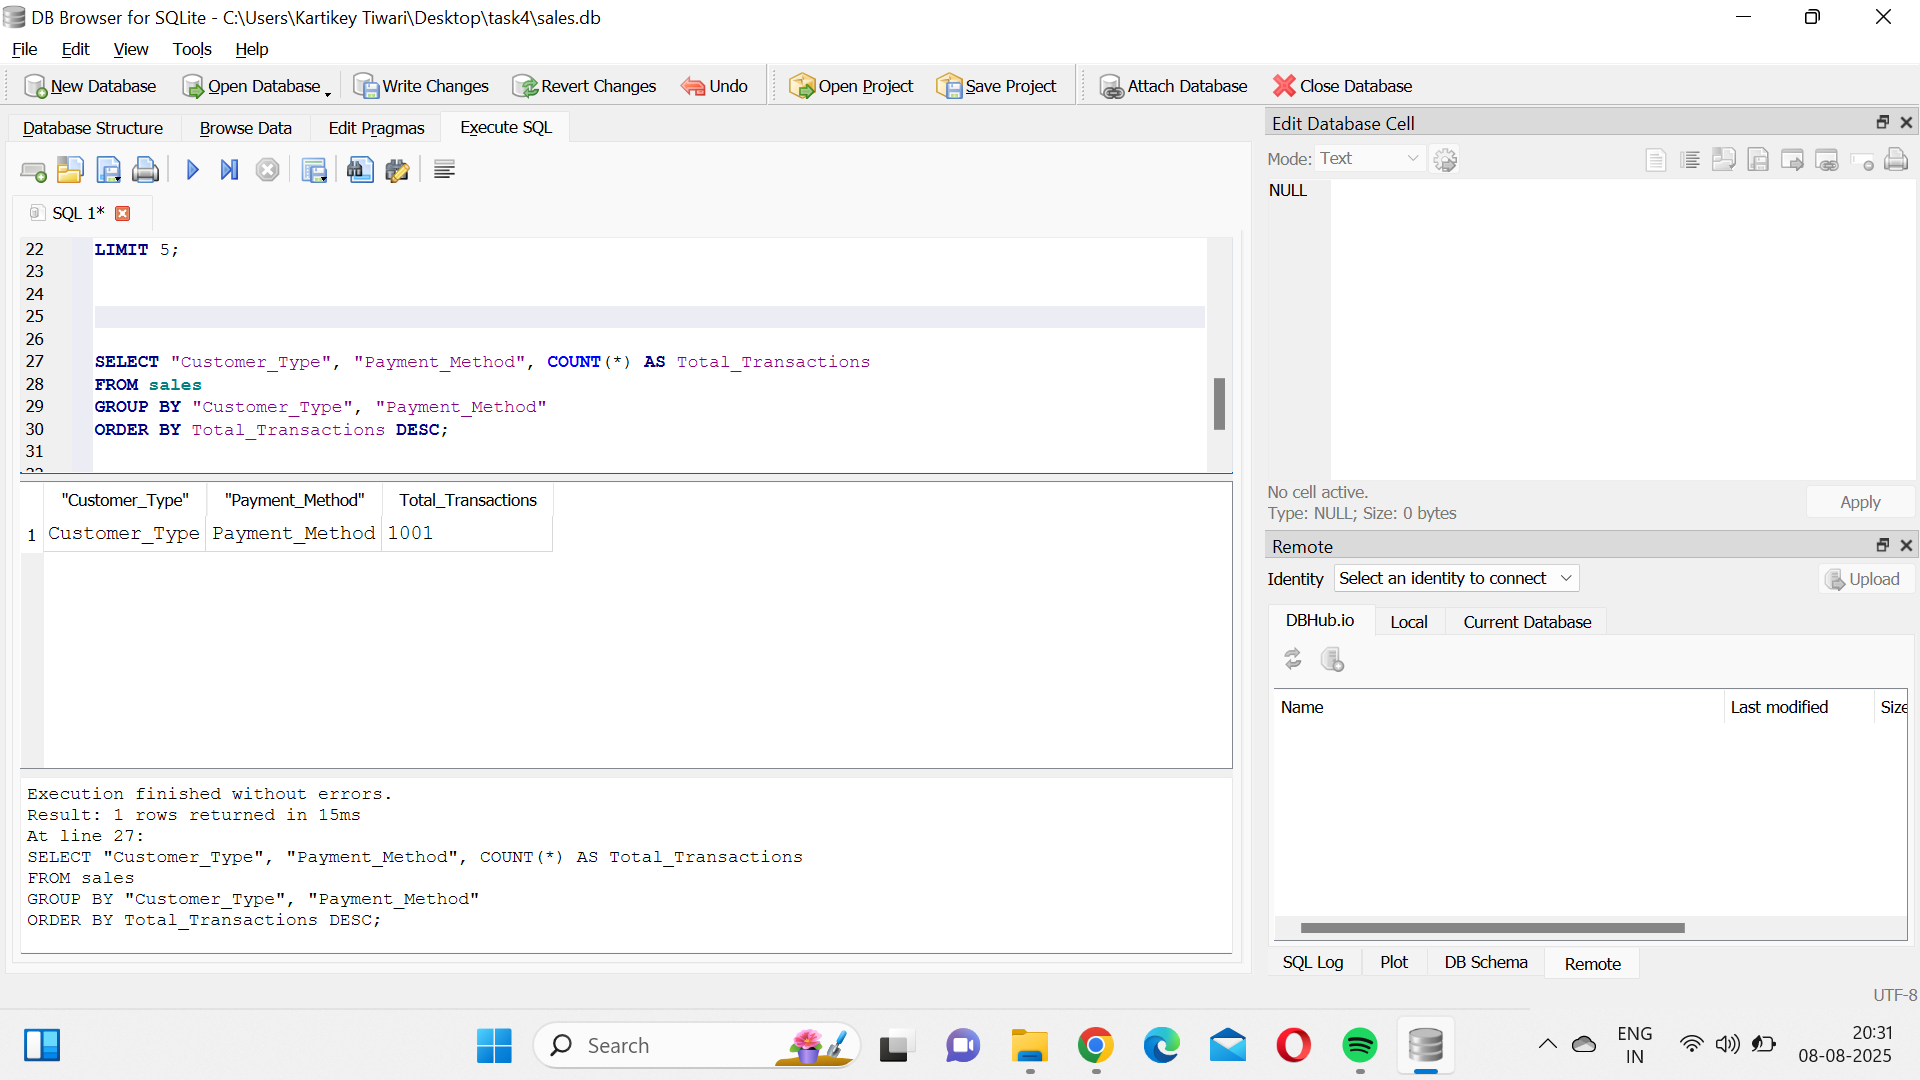 DB Browser for SQLite - C:\Users\Kartikey Tiwari\Desktop\task4\sales.db
File Edit View Tools Help
New Database Open Database Write Changes Revert Changes Undo Open Project Save Project Attach Database Close Database
Database Structure Browse Data Edit Pragmas Execute SQL
SQL 1*
22 LIMIT 5;
23
24
25
26
27 SELECT "Customer_Type", "Payment_Method", COUNT(*) AS Total_Transactions
28 FROM sales
29 GROUP BY "Customer_Type", "Payment_Method"
30 ORDER BY Total_Transactions DESC;
31
"Customer_Type" "Payment_Method" Total_Transactions
1 Customer_Type Payment_Method 1001
Execution finished without errors.
Result: 1 rows returned in 15ms
At line 27:
SELECT "Customer_Type", "Payment_Method", COUNT(*) AS Total_Transactions
FROM sales
GROUP BY "Customer_Type", "Payment_Method"
ORDER BY Total_Transactions DESC;
Edit Database Cell
Mode: Text
NULL
No cell active.
Type: NULL; Size: 0 bytes
Apply
Remote
Identity Select an identity to connect Upload
DBHub.io Local Current Database
Name Last modified Size
SQL Log Plot DB Schema Remote
UTF-8
Search
ENG
IN
20:31
08-08-2025